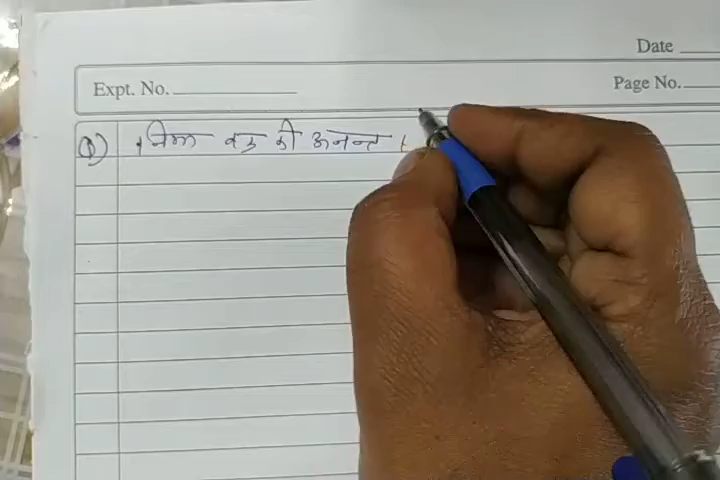 Date
Expt. No.
Page No.
Q) निम्न वक्र की अनन्त